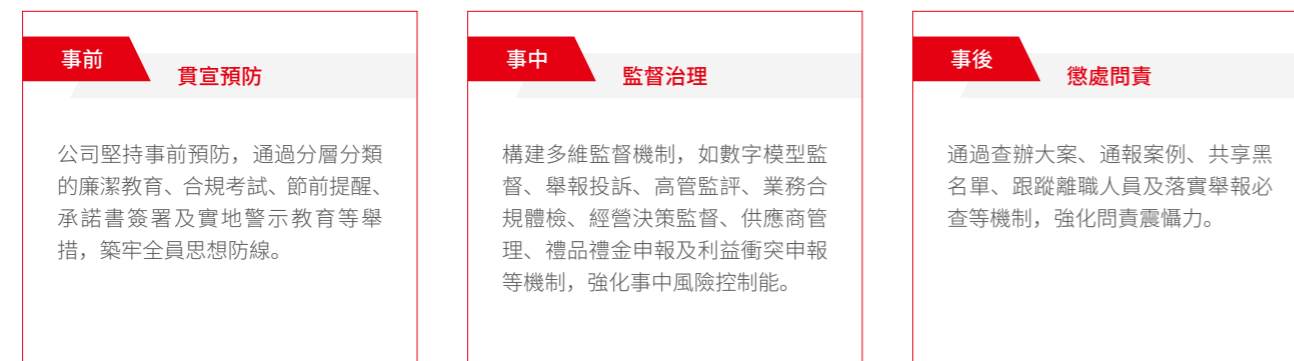 事前
貫宣預防
公司堅持事前預防，通過分層分類
的廉潔教育、合規考試、節前提醒、
承諾書簽署及實地警示教育等舉
措，築牢全員思想防線。
事中
監督治理
構建多維監督機制，如數字模型監
督、舉報投訴、高管監評、業務合
規體檢、經營決策監督、供應商管
理、禮品禮金申報及利益衝突申報
等機制，強化事中風險控制能。
事後
懲處問責
通過查辦大案、通報案例、共享黑
名單、跟蹤離職人員及落實舉報必
查等機制，強化問責震懾力。